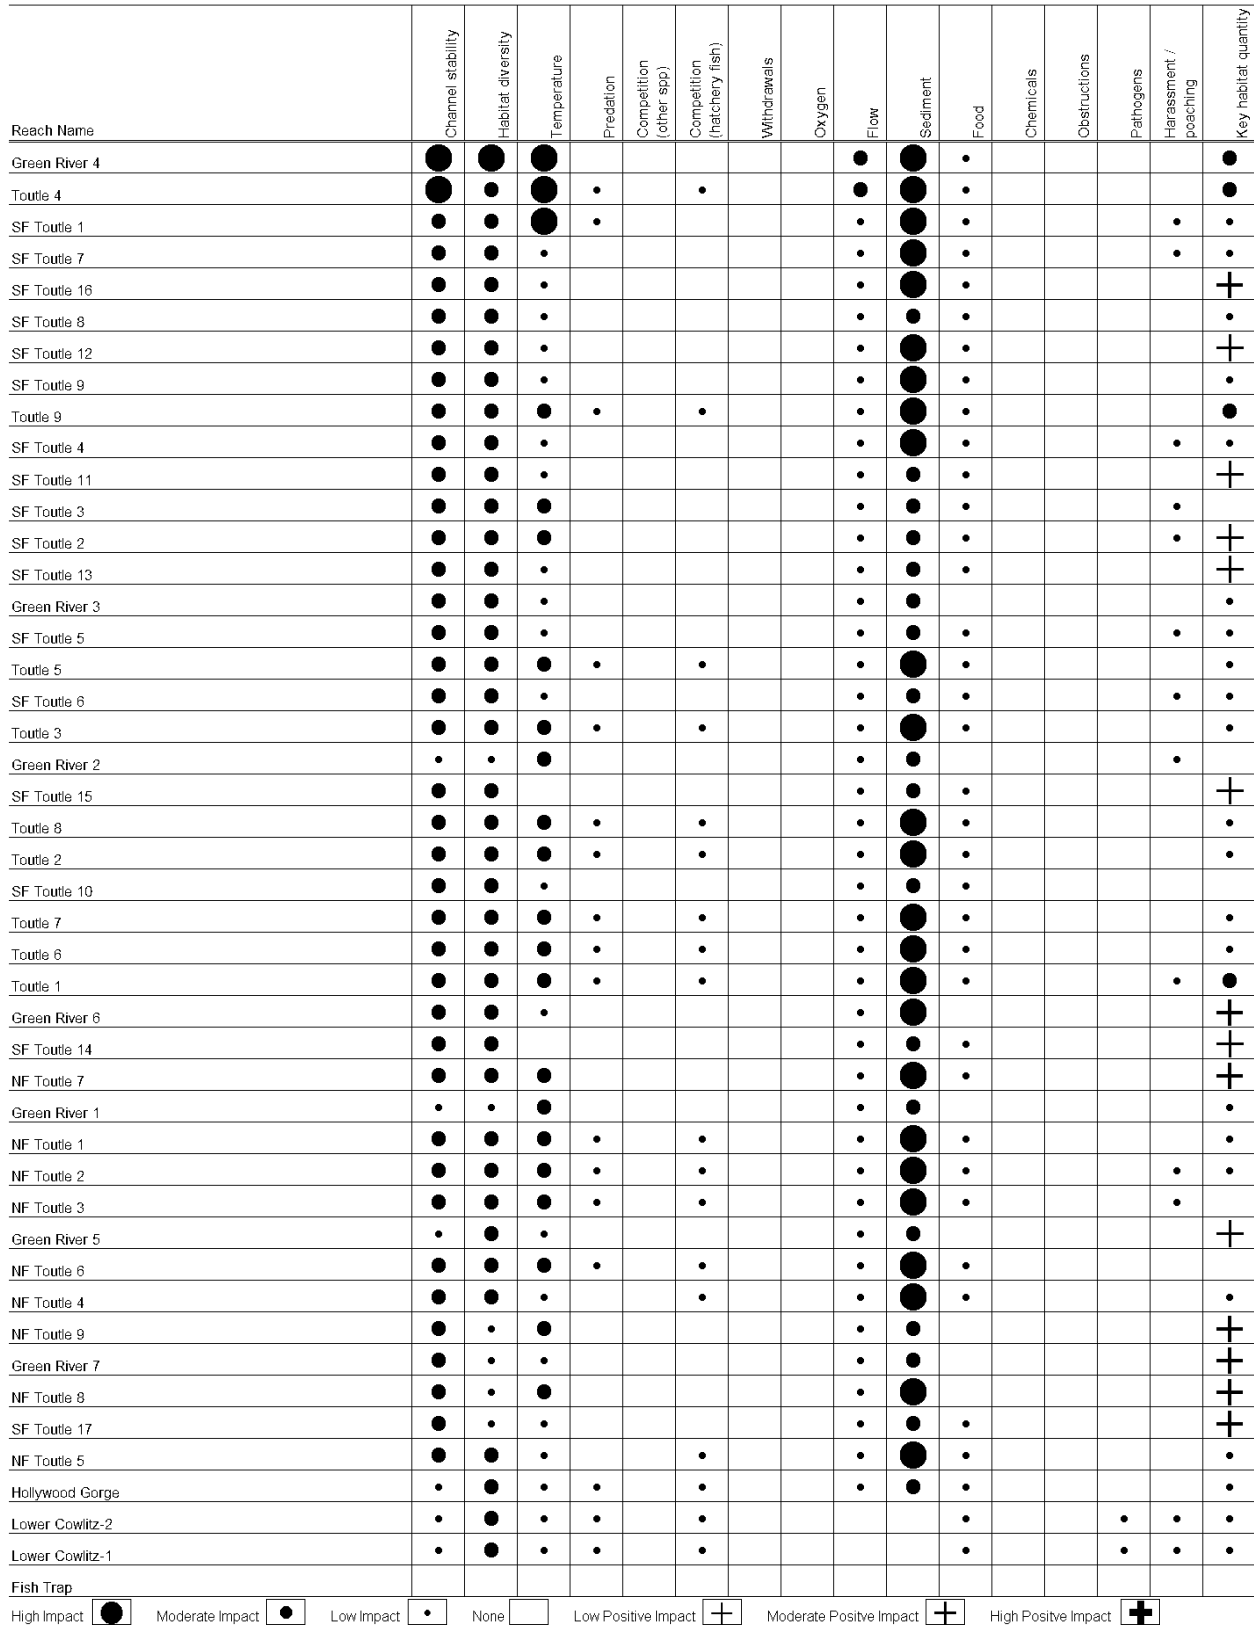 Reach Name
Channel stability
Habitat diversity
Temperature
Predation
Competition
(other spp)
Competition
(hatchery fish)
Withdrawals
Oxygen
Flow
Sediment
Food
Chemicals
Obstructions
Pathogens
Harassment /
poaching
Key habitat quantity
Green River 4
Toutle 4
SF Toutle 1
SF Toutle 7
SF Toutle 16
SF Toutle 8
SF Toutle 12
SF Toutle 9
Toutle 9
SF Toutle 4
SF Toutle 11
SF Toutle 3
SF Toutle 2
SF Toutle 13
Green River 3
SF Toutle 5
Toutle 5
SF Toutle 6
Toutle 3
Green River 2
SF Toutle 15
Toutle 8
Toutle 2
SF Toutle 10
Toutle 7
Toutle 6
Toutle 1
Green River 6
SF Toutle 14
NF Toutle 7
Green River 1
NF Toutle 1
NF Toutle 2
NF Toutle 3
Green River 5
NF Toutle 6
NF Toutle 4
NF Toutle 9
Green River 7
NF Toutle 8
SF Toutle 17
NF Toutle 5
Hollywood Gorge
Lower Cowlitz-2
Lower Cowlitz-1
Fish Trap
High Impact Moderate Impact Low Impact None Low Positive Impact Moderate Positve Impact High Positve Impact